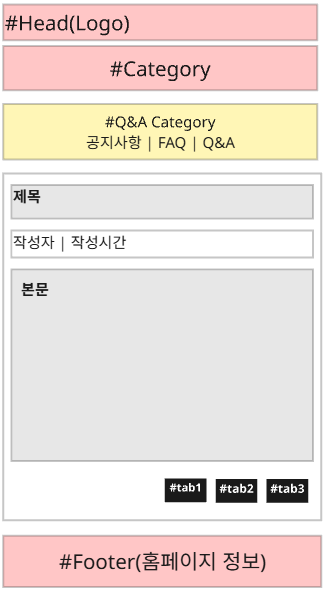 #Head(Logo)
#Category
#Q&A Category
공지사항 | FAQ | Q&A
제목
작성자 | 작성시간
본문
#tab1 #tab2 #tab3
#Footer(홈페이지 정보)